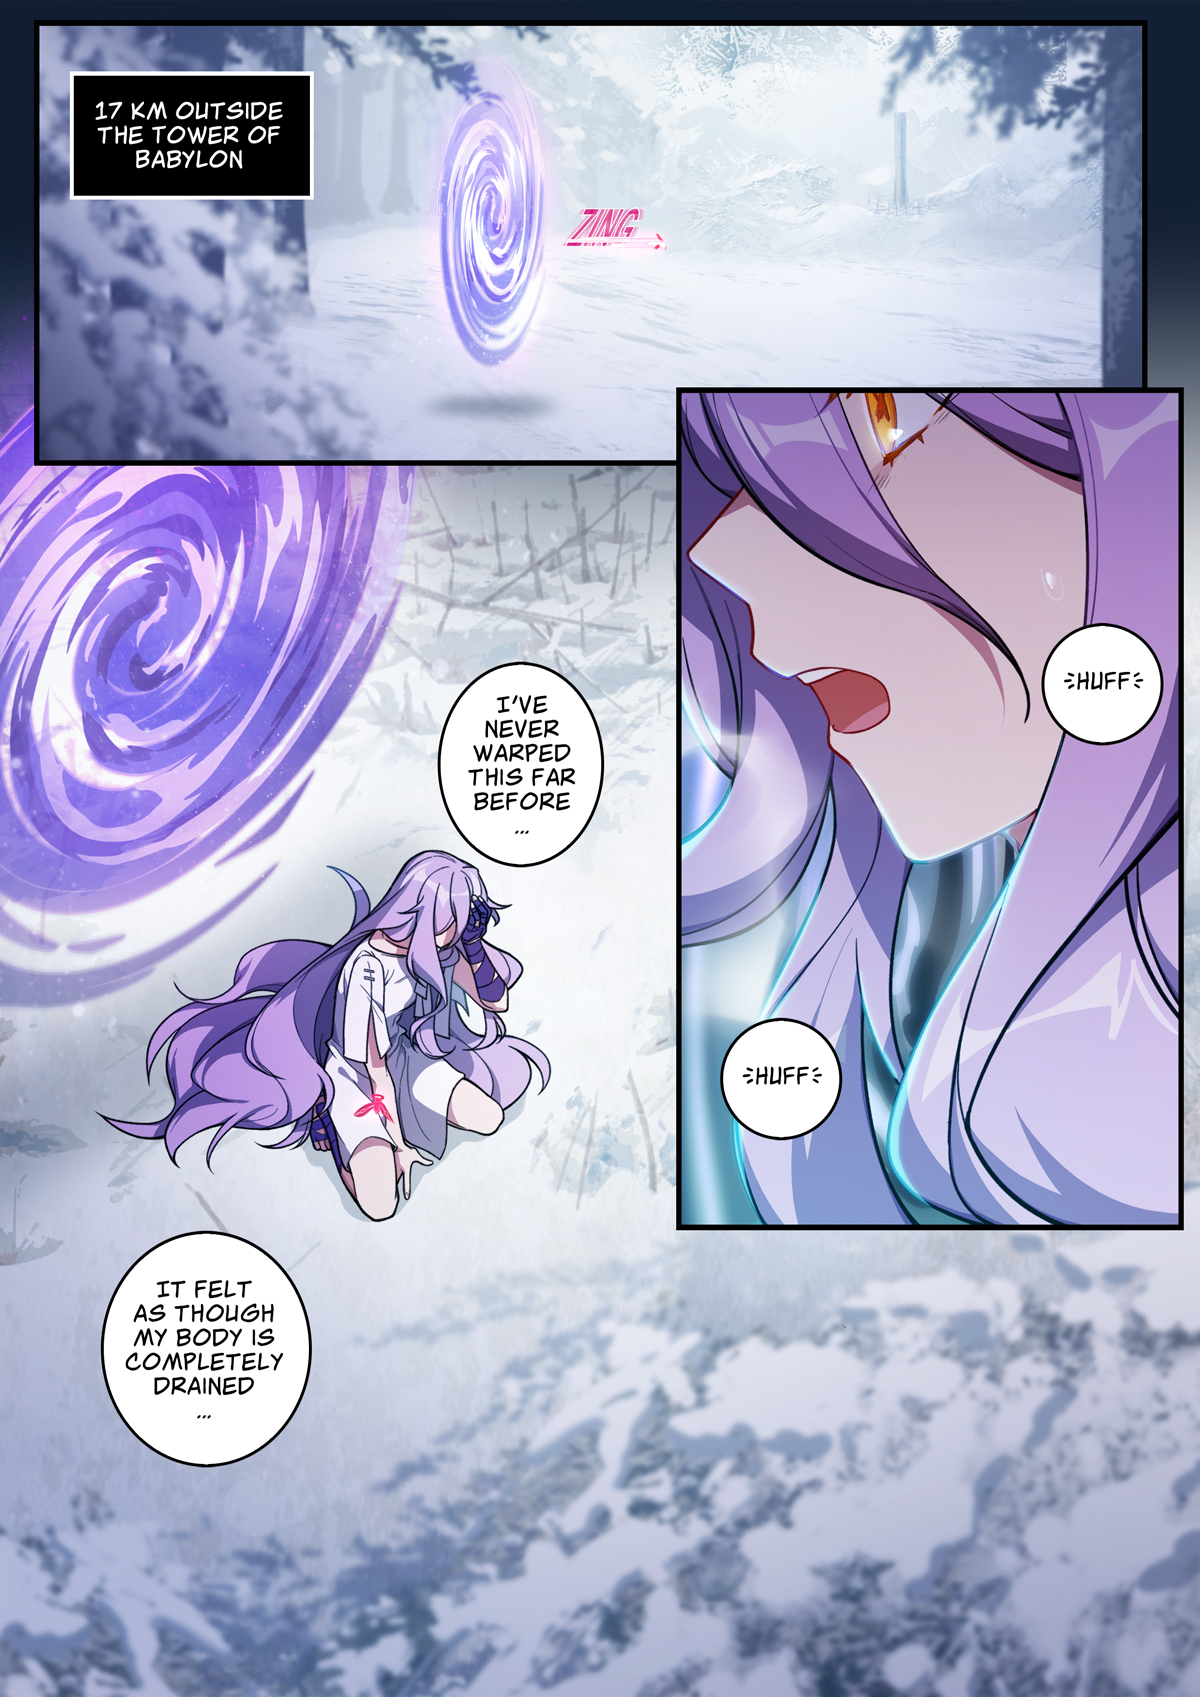 17 KM OUTSIDE
THE TOWER OF
BABYLON
ZING
HUFF
I'VE
NEVER
WARPED
THIS FAR
BEFORE
...
HUFF
IT FELT
AS THOUGH
MY BODY IS
COMPLETELY
DRAINED
...